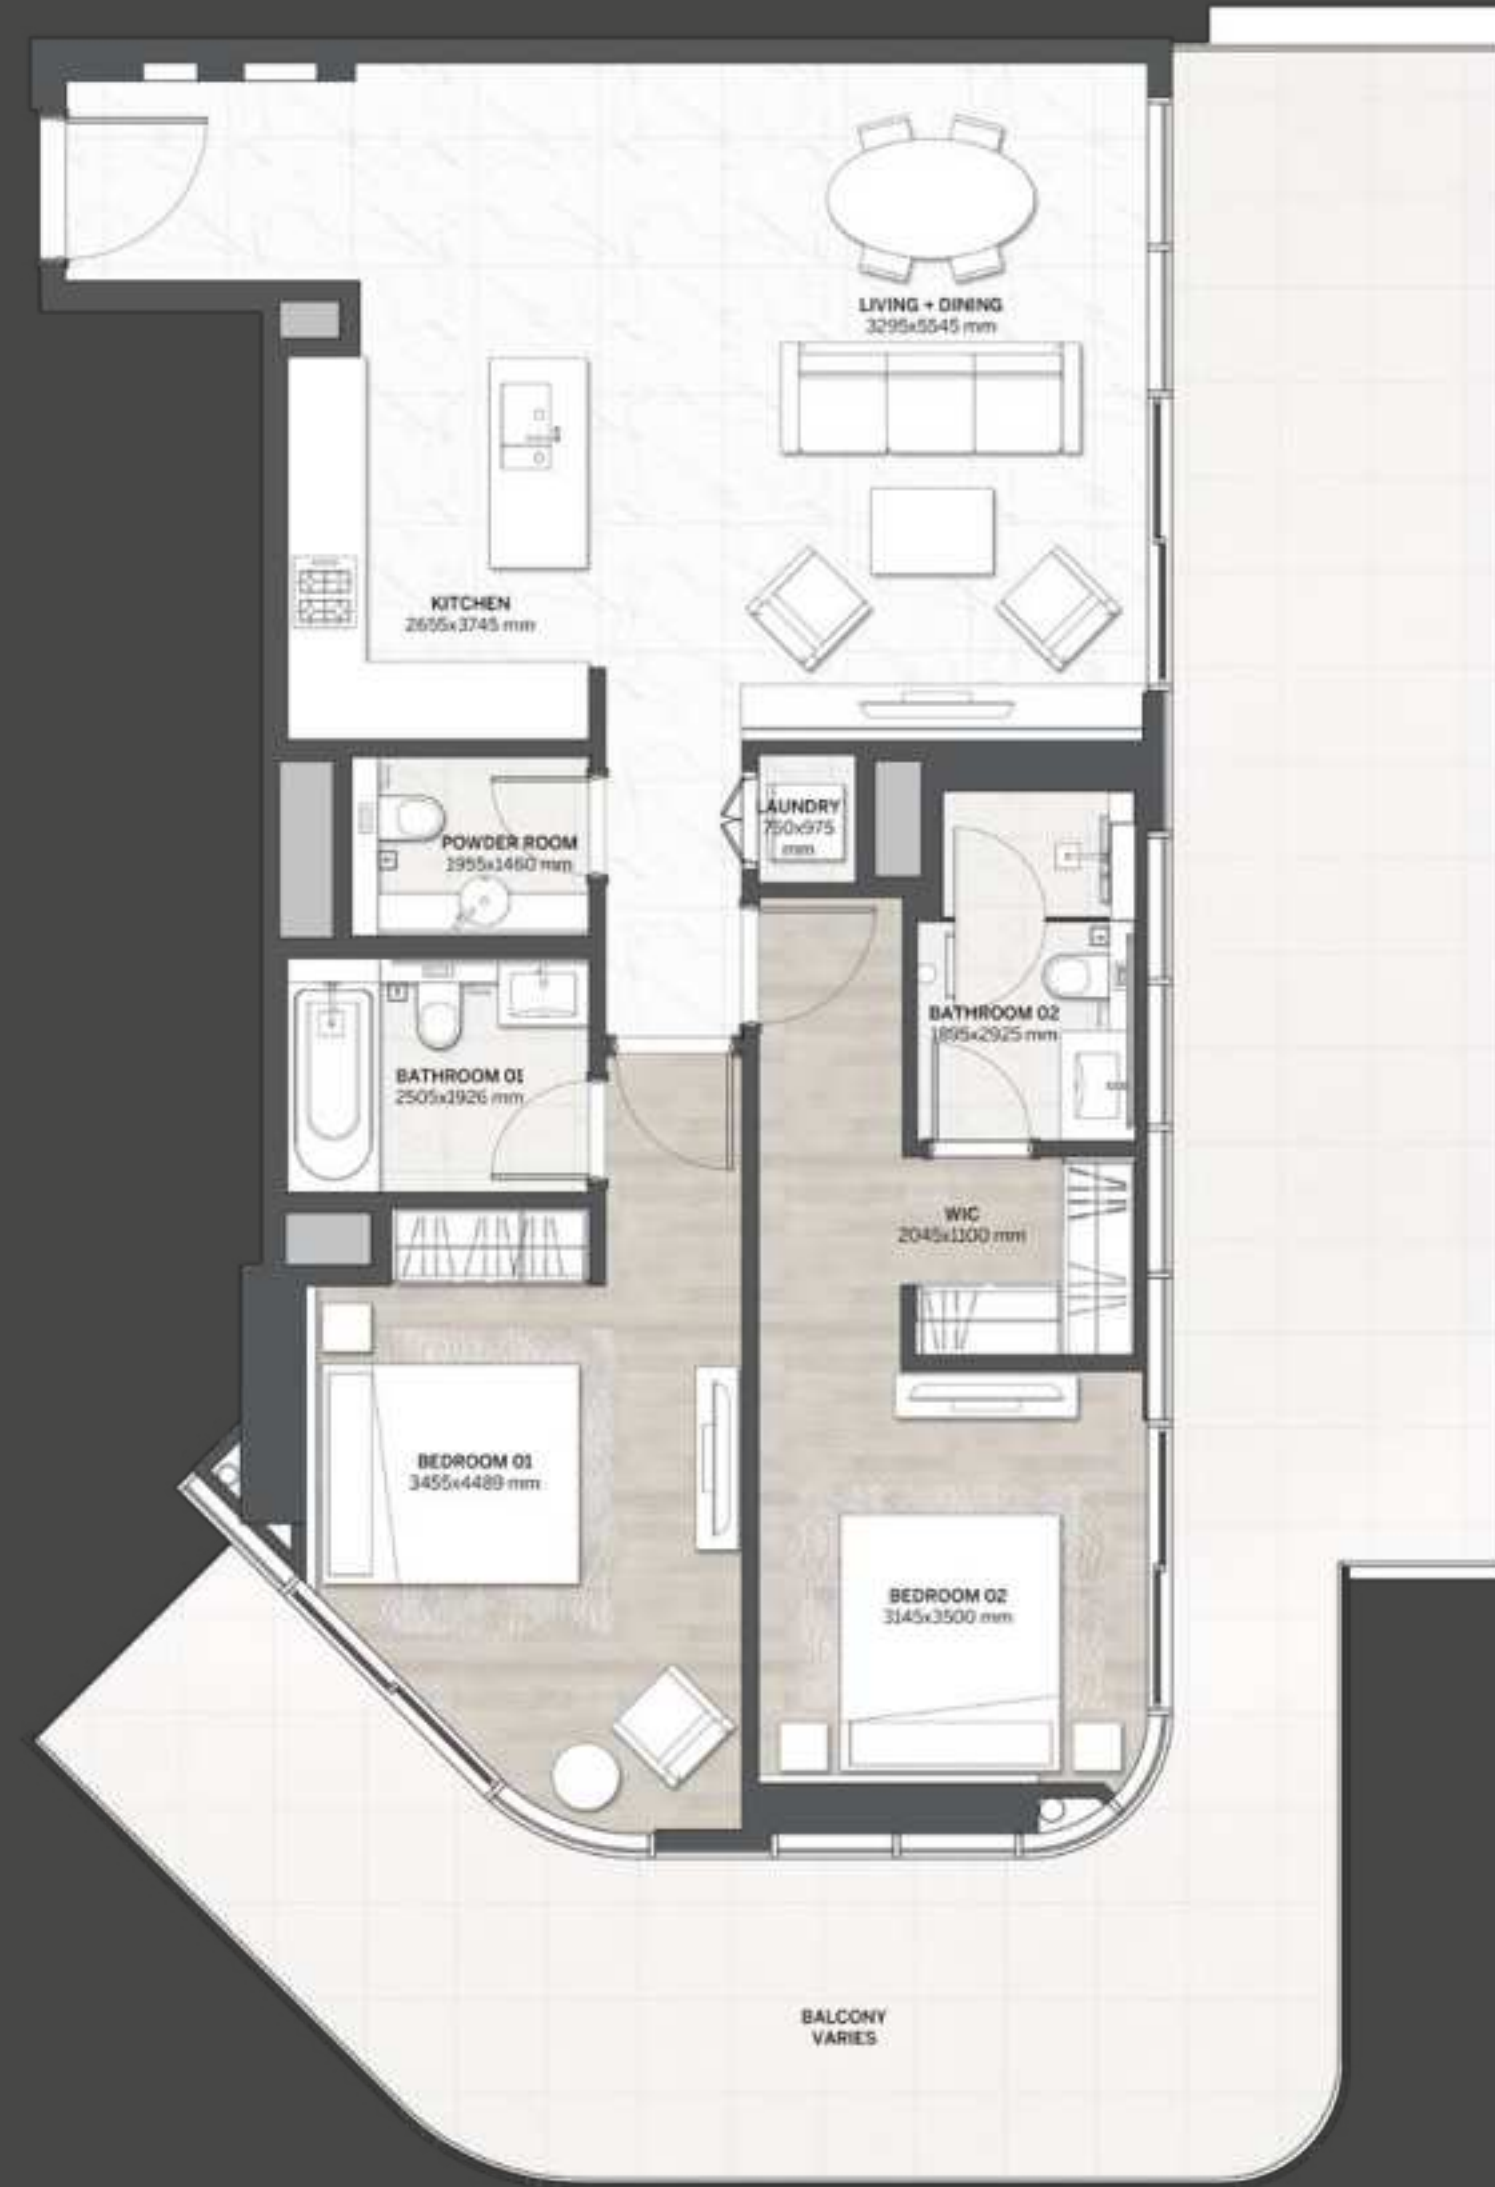 LIVING + DINING
3295x5545 mm
KITCHEN
2655x3745 mm
POWDER ROOM
1955x1460 mm
LAUNDRY
750x975
mm
BATHROOM 02
1895x2925 mm
BATHROOM 01
2505x1926 mm
WIC
2045x1100 mm
BEDROOM 01
3455x4489 mm
BEDROOM 02
3145x3500 mm
BALCONY
VARIES